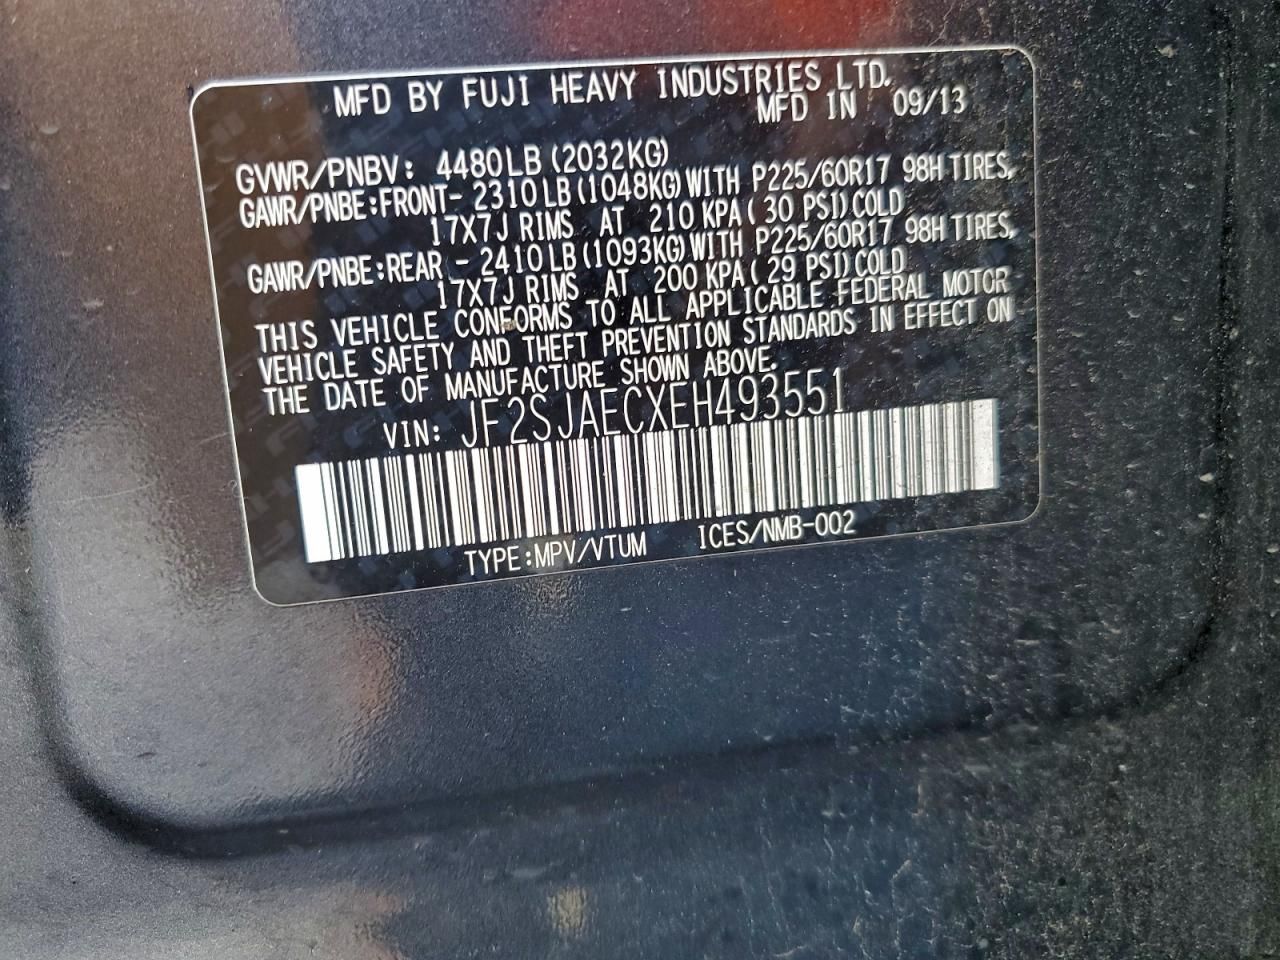 MFD BY FUJI HEAVY INDUSTRIES LTD.
MFD IN 09/13
GVWR/PNBV: 4480LB (2032KG)
GAWR/PNBE:FRONT- 2310 LB (1048KG) WITH P225/60R17 98H TIRES,
17X7J RIMS AT 210 KPA ( 30 PSI) COLD
GAWR/PNBE:REAR - 2410 LB (1093KG) WITH P225/60R17 98H TIRES,
17X7J RIMS AT 200 KPA ( 29 PSI) COLD
THIS VEHICLE CONFORMS TO ALL APPLICABLE FEDERAL MOTOR
VEHICLE SAFETY AND THEFT PREVENTION STANDARDS IN EFFECT ON
THE DATE OF MANUFACTURE SHOWN ABOVE.
VIN: JF2SJAECXEH493551
TYPE:MPV/VTUM ICES/NMB-002